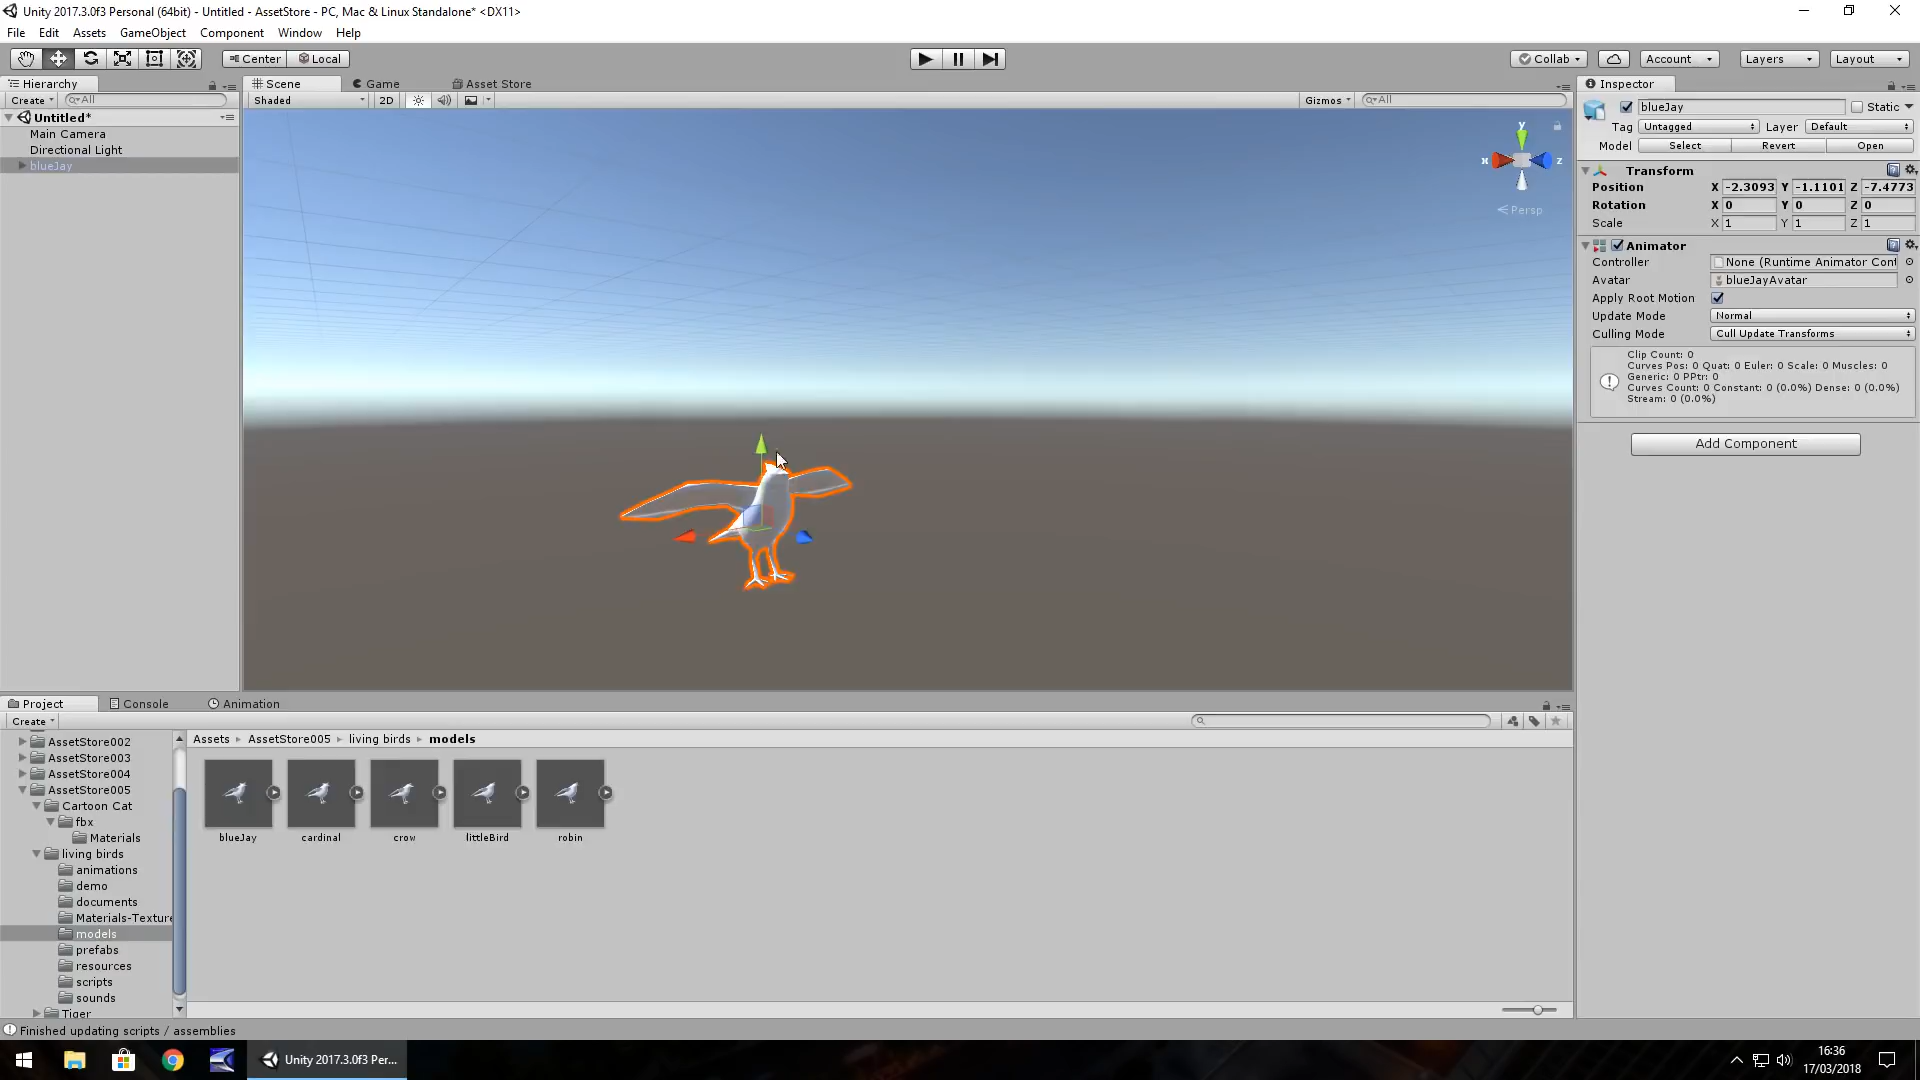 Unity 2017.3.0f3 Personal (64bit) - Untitled - AssetStore - PC, Mac & Linux Standalone* <DX11>
File Edit Assets GameObject Component Window Help
Center Local Collab Account Layers Layout
Hierarchy Scene Game Asset Store Inspector
Create All Shaded 2D Gizmos All
blueJay Static
Untitled*
Tag Untagged Layer Default
Main Camera
Model Select Revert Open
Directional Light
y
x z
blueJay
Transform
Position X -2.3093 Y -1.1101 Z -7.4773
Rotation X 0 Y 0 Z 0
Persp
Scale X 1 Y 1 Z 1
Animator
Controller None (Runtime Animator Cont
Avatar blueJayAvatar
Apply Root Motion
Update Mode Normal
Culling Mode Cull Update Transforms
Clip Count: 0
Curves Pos: 0 Quat: 0 Euler: 0 Scale: 0 Muscles: 0
Generic: 0 PPtr: 0
Curves Count: 0 Constant: 0 (0.0%) Dense: 0 (0.0%)
Stream: 0 (0.0%)
Add Component
Project Console Animation
Create
Assets AssetStore005 living birds models
AssetStore002
AssetStore003
AssetStore004
AssetStore005
Cartoon Cat
fbx
Materials
living birds
animations
demo
documents
Materials-Texture
models
prefabs
resources
scripts
sounds
Tiger
blueJay cardinal crow littleBird robin
Finished updating scripts / assemblies
Unity 2017.3.0f3 Per...
16:36
17/03/2018